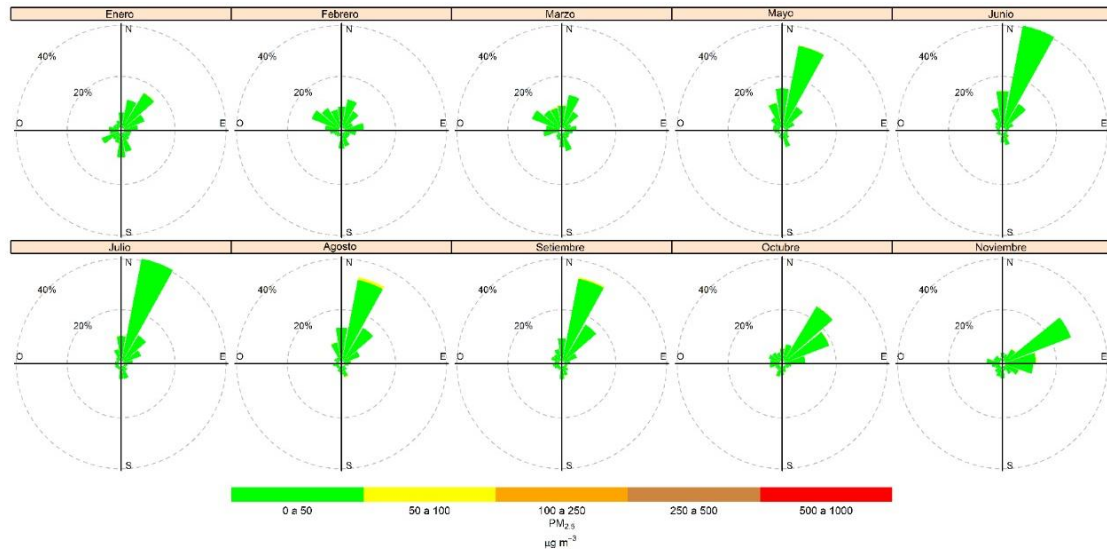 Enero
Febrero
Marzo
Mayo
Junio
N
40%
20%
O
E
S
N
40%
20%
O
E
S
N
40%
20%
O
E
S
N
40%
20%
O
E
S
N
40%
20%
O
E
S
Julio
Agosto
Setiembre
Octubre
Noviembre
N
40%
20%
O
E
S
N
40%
20%
O
E
S
N
40%
20%
O
E
S
N
40%
20%
O
E
S
N
40%
20%
O
E
S
0 a 50
50 a 100
100 a 250
250 a 500
500 a 1000
PM2.5
μg m−3